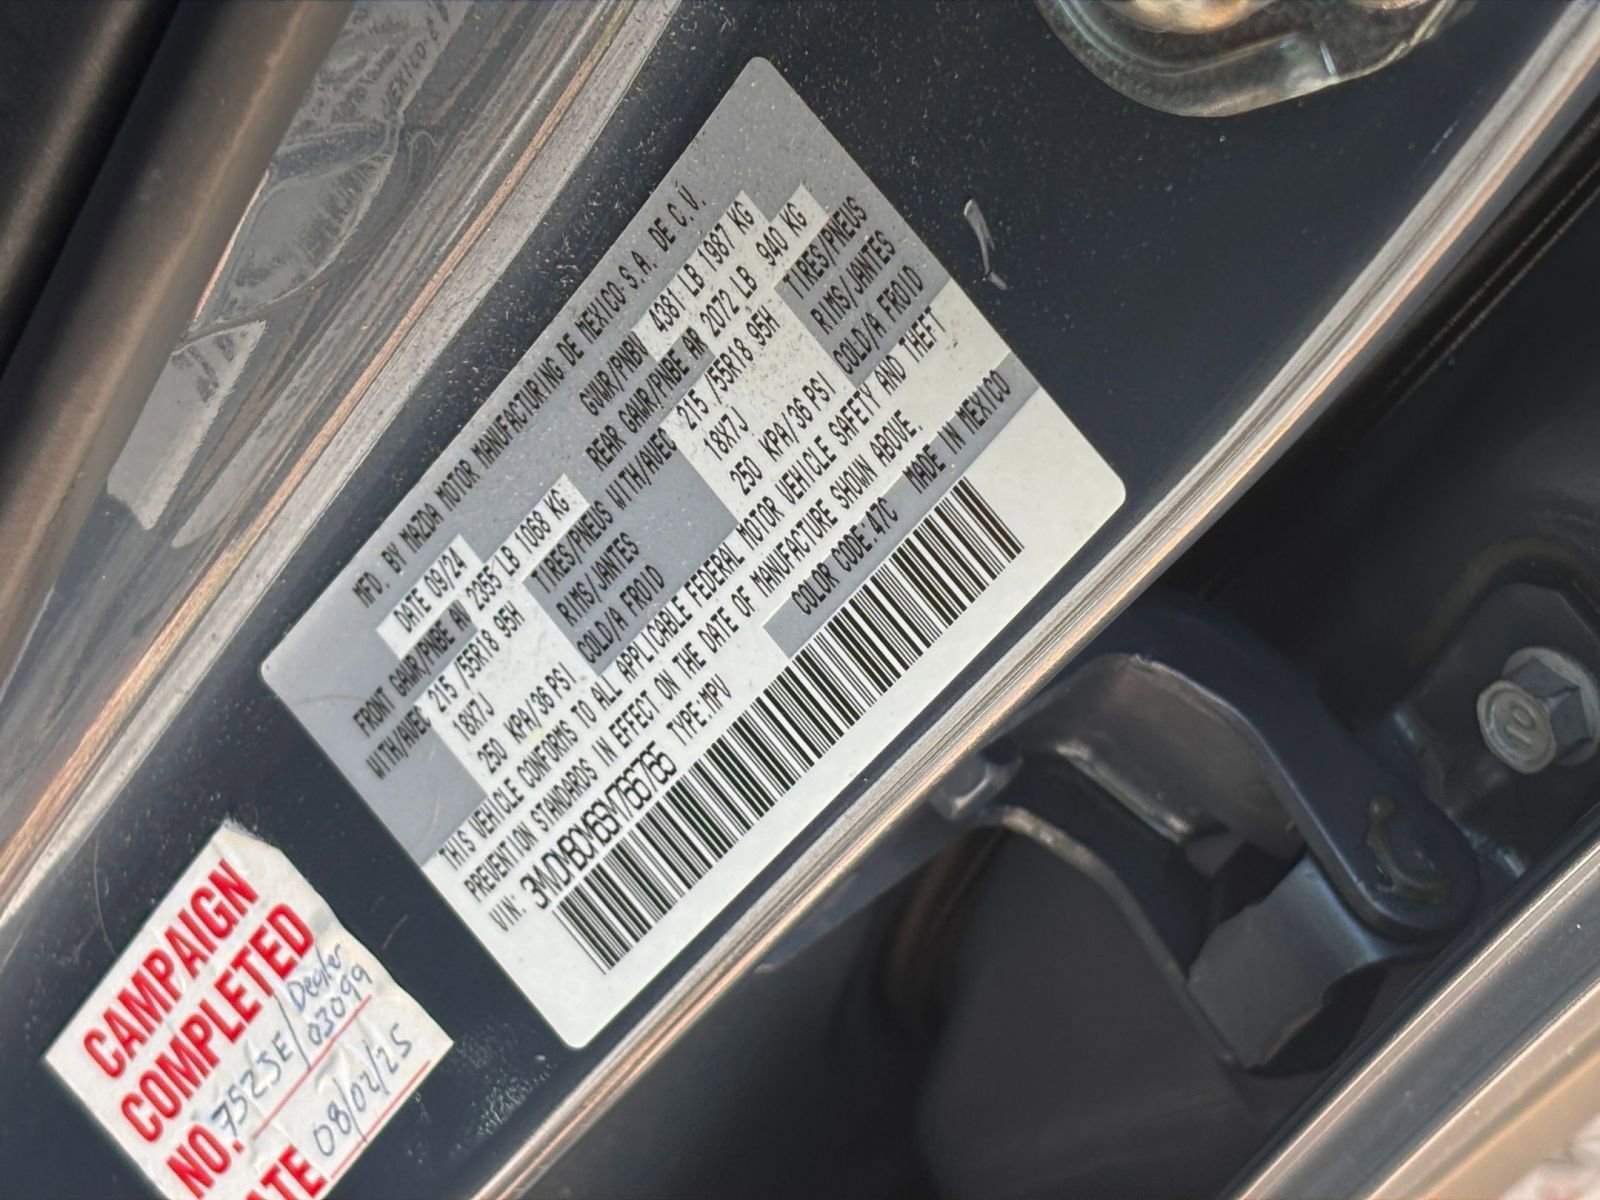 MFD. BY MAZDA MOTOR MANUFACTURING DE MEXICO S.A. DE C.V.
DATE 09/24 GVWR/PNBV 4381 LB 1987 KG
FRONT GAWR/PNBE AV 2355 LB 1068 KG REAR GAWR/PNBE AR 2072 LB 940 KG
WITH/AVEC 215 /55R18 95H TIRES/PNEUS WITH/AVEC 215 /55R18 95H TIRES/PNEUS
18X7J RIMS/JANTES 18X7J RIMS/JANTES
250 KPA/36 PSI COLD/A FROID 250 KPA/36 PSI COLD/A FROID
THIS VEHICLE CONFORMS TO ALL APPLICABLE FEDERAL MOTOR VEHICLE SAFETY AND THEFT
PREVENTION STANDARDS IN EFFECT ON THE DATE OF MANUFACTURE SHOWN ABOVE.
VIN: TYPE:MPV COLOR CODE:47C MADE IN MEXICO
CAMPAIGN
COMPLETED
NO. 7525E/Dealer
03099
08/02/25
10